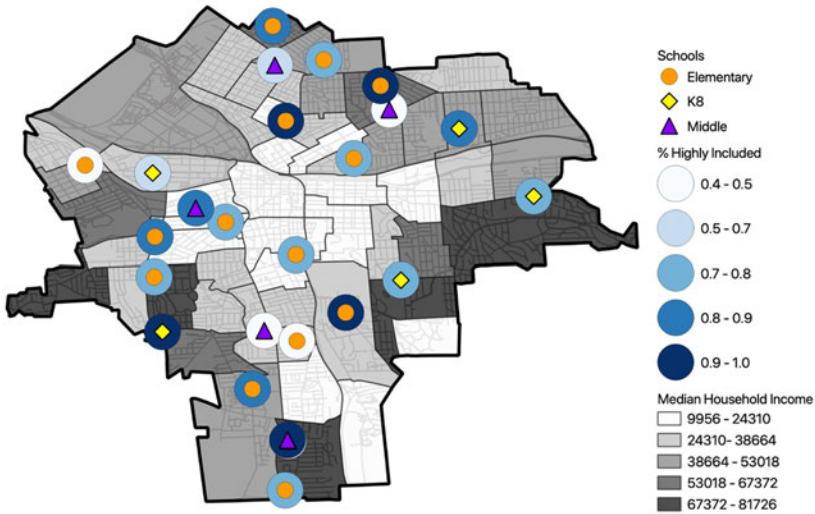 Schools
Elementary
K8
Middle
% Highly Included
0.4 - 0.5
0.5 - 0.7
0.7 - 0.8
0.8 - 0.9
0.9 - 1.0
Median Household Income
9956 - 24310
24310 - 38664
38664 - 53018
53018 - 67372
67372 - 81726